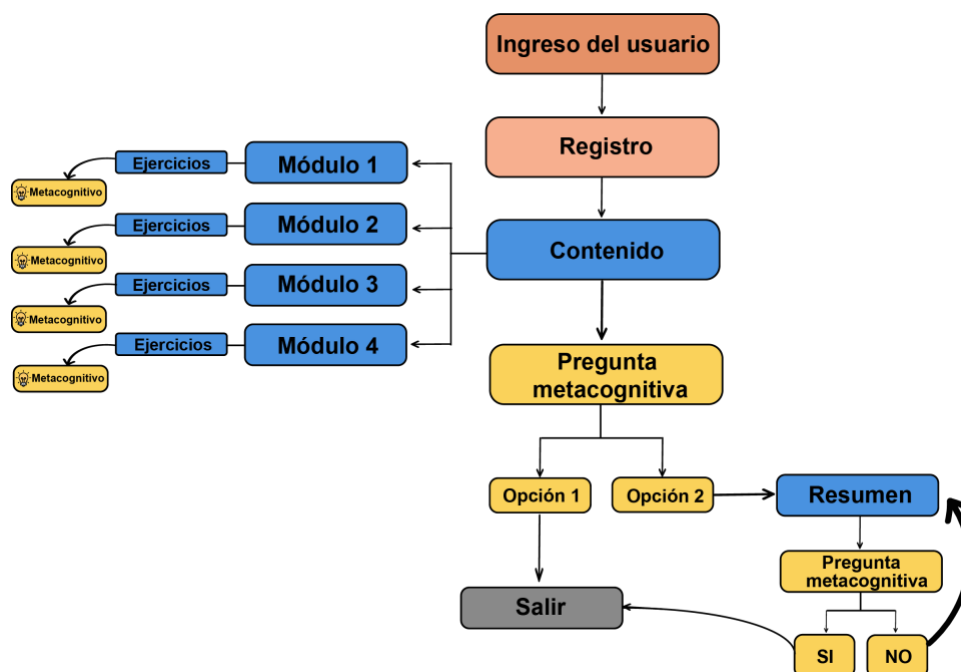 Ingreso del usuario
Registro
Contenido
Módulo 1
Ejercicios
Metacognitivo
Módulo 2
Ejercicios
Metacognitivo
Módulo 3
Ejercicios
Metacognitivo
Módulo 4
Ejercicios
Metacognitivo
Pregunta
metacognitiva
Opción 1
Opción 2
Resumen
Pregunta
metacognitiva
SI
NO
Salir